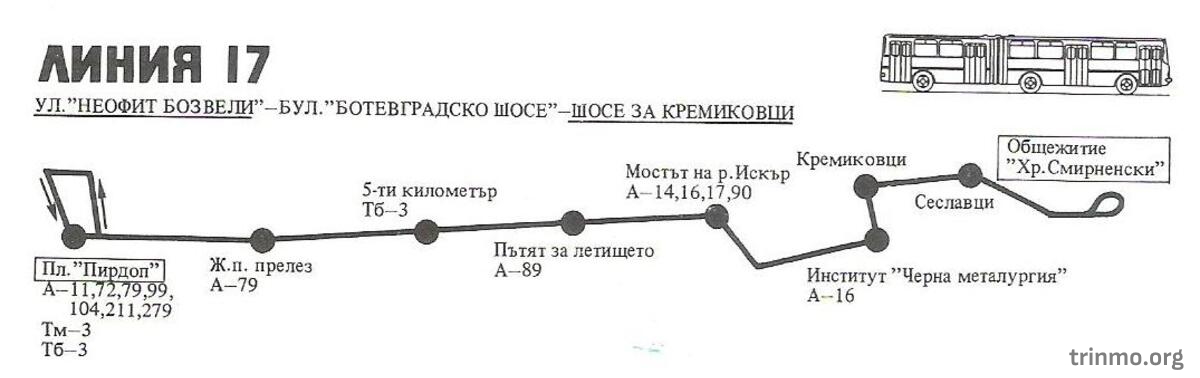 ЛИНИЯ 17
УЛ."НЕОФИТ БОЗВЕЛИ"–БУЛ."БОТЕВГРАДСКО ШОСЕ"–ШОСЕ ЗА КРЕМИКОВЦИ
Пл."Пирдоп"
А–11,72,79,99,
104,211,279
Тм–3
Тб–3
Ж.п. прелез
А–79
5-ти километър
Тб–3
Пътят за летището
А–89
Мостът на р.Искър
А–14,16,17,90
Институт "Черна металургия"
А–16
Кремиковци
Сеславци
Общежитие
"Хр.Смирненски"
trinmo.org